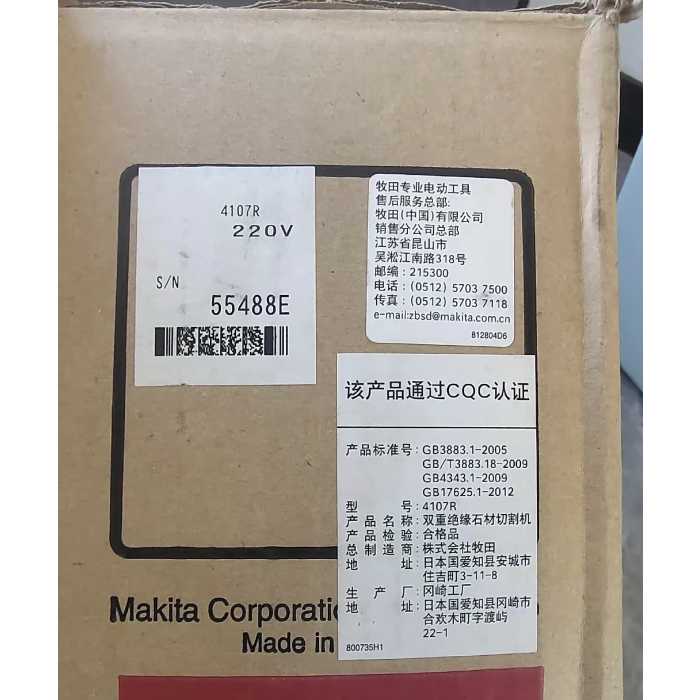 4107R
220V
S/N
55488E
牧田专业电动工具
售后服务总部:
牧田(中国)有限公司
销售分公司总部
江苏省昆山市
吴淞江南路318号
邮编：215300
电话：(0512) 5703 7500
传真：(0512) 5703 7118
e-mail:zbsd@makita.com.cn
812804D6
该产品通过CQC认证
产品标准号：GB3883.1-2005
GB/T3883.18-2009
GB4343.1-2009
GB17625.1-2012
型号：4107R
产品名称：双重绝缘石材切割机
产品检验：合格品
总制造商：株式会社牧田
地址：日本国爱知县安城市
住吉町3-11-8
生产厂：冈崎工厂
地址：日本国爱知县冈崎市
合欢木町字渡屿
22-1
800735H1
Makita Corporatio
Made in